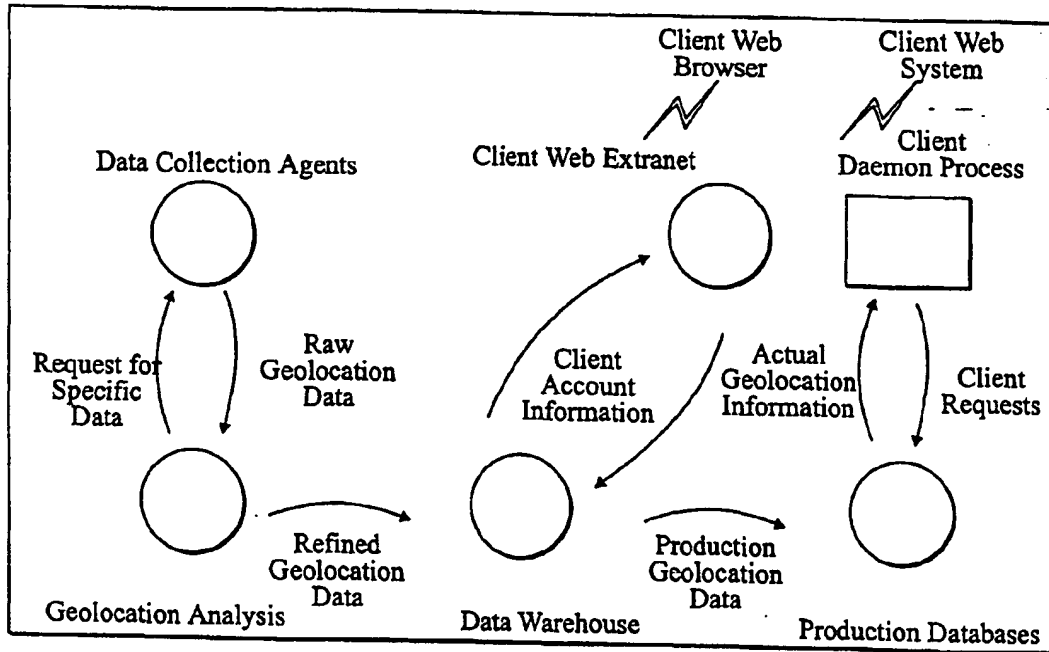 Client Web
Browser
Client Web
System
Data Collection Agents
Client Web Extranet
Client
Daemon Process
Request for
Specific
Data
Raw
Geolocation
Data
Client
Account
Information
Actual
Geolocation
Information
Client
Requests
Refined
Geolocation
Data
Production
Geolocation
Data
Geolocation Analysis
Data Warehouse
Production Databases